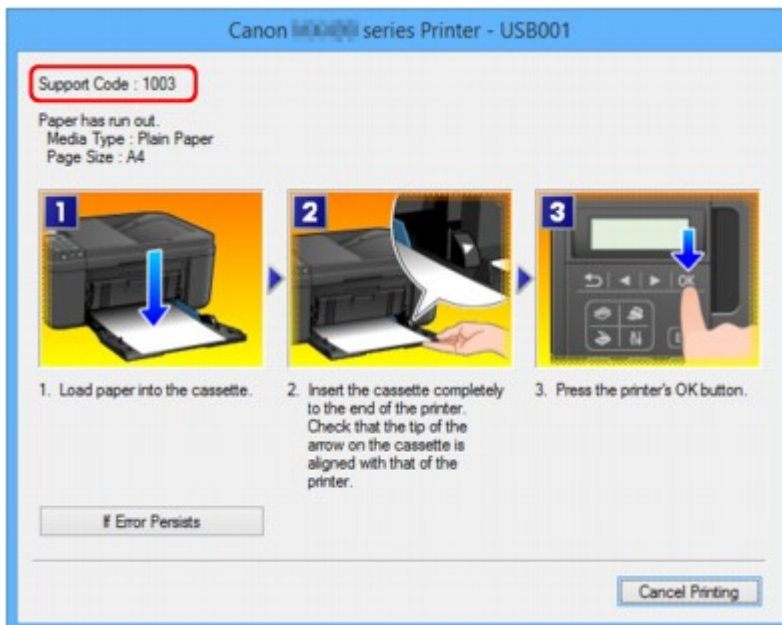 Canon series Printer - USB001
Support Code : 1003
Paper has run out.
Media Type : Plain Paper
Page Size : A4
1
2
3
OK
1. Load paper into the cassette.
2. Insert the cassette completely
to the end of the printer.
Check that the tip of the
arrow on the cassette is
aligned with that of the
printer.
3. Press the printer's OK button.
If Error Persists
Cancel Printing